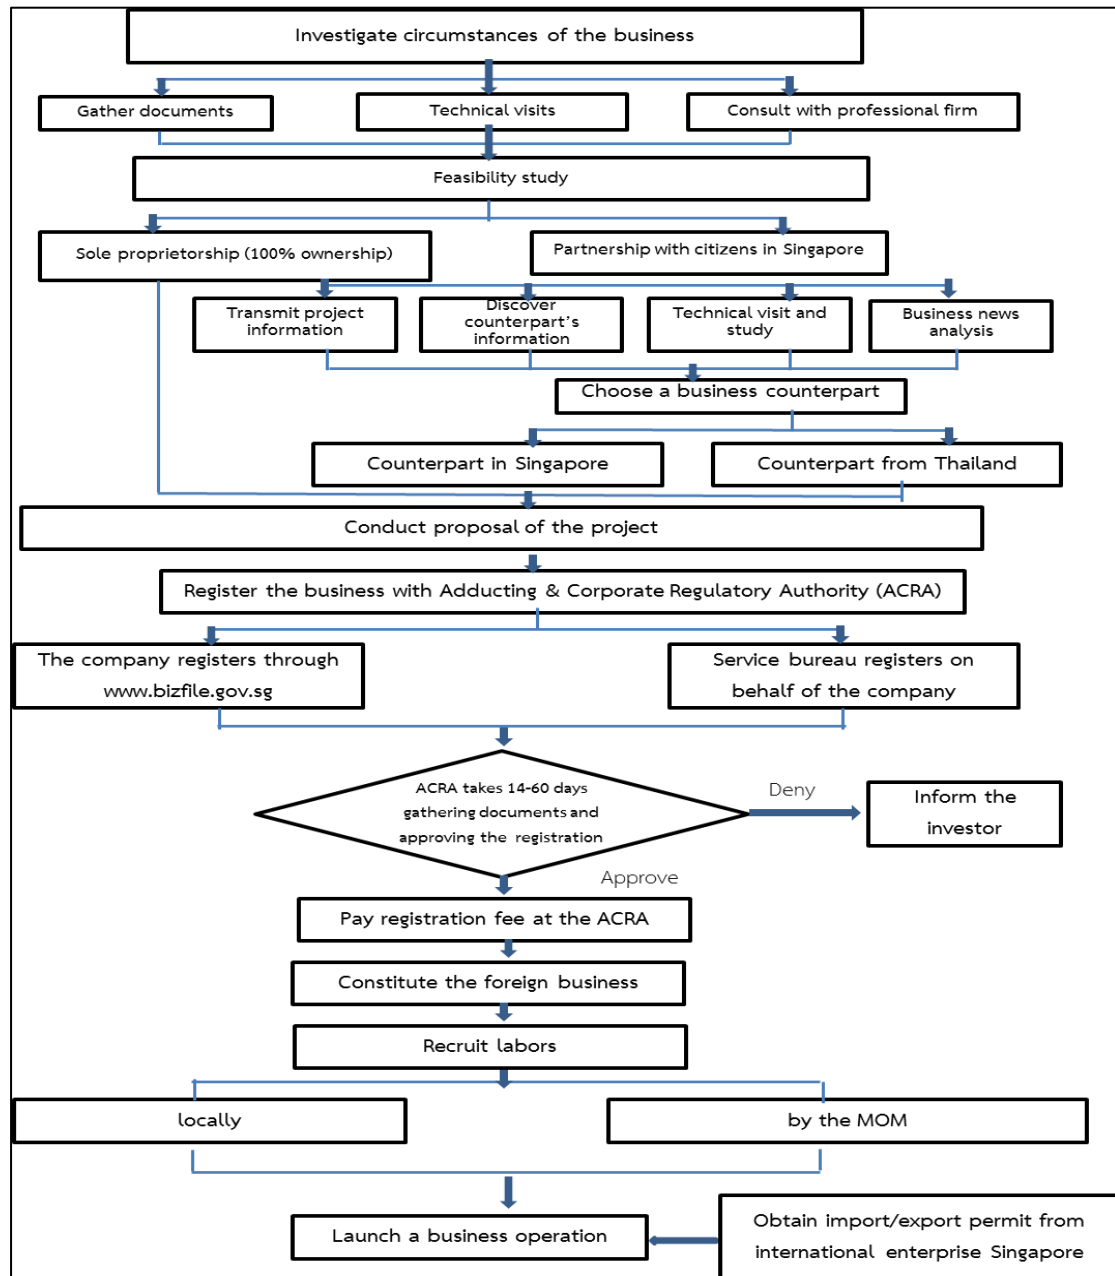 Investigate circumstances of the business
Gather documents
Technical visits
Consult with professional firm
Feasibility study
Sole proprietorship (100% ownership)
Partnership with citizens in Singapore
Transmit project
information
Discover
counterpart's
information
Technical visit and
study
Business news
analysis
Choose a business counterpart
Counterpart in Singapore
Counterpart from Thailand
Conduct proposal of the project
Register the business with Adducting & Corporate Regulatory Authority (ACRA)
The company registers through
www.bizfile.gov.sg
Service bureau registers on
behalf of the company
ACRA takes 14-60 days
gathering documents and
approving the registration
Deny
Inform the
investor
Approve
Pay registration fee at the ACRA
Constitute the foreign business
Recruit labors
locally
by the MOM
Launch a business operation
Obtain import/export permit from
international enterprise Singapore